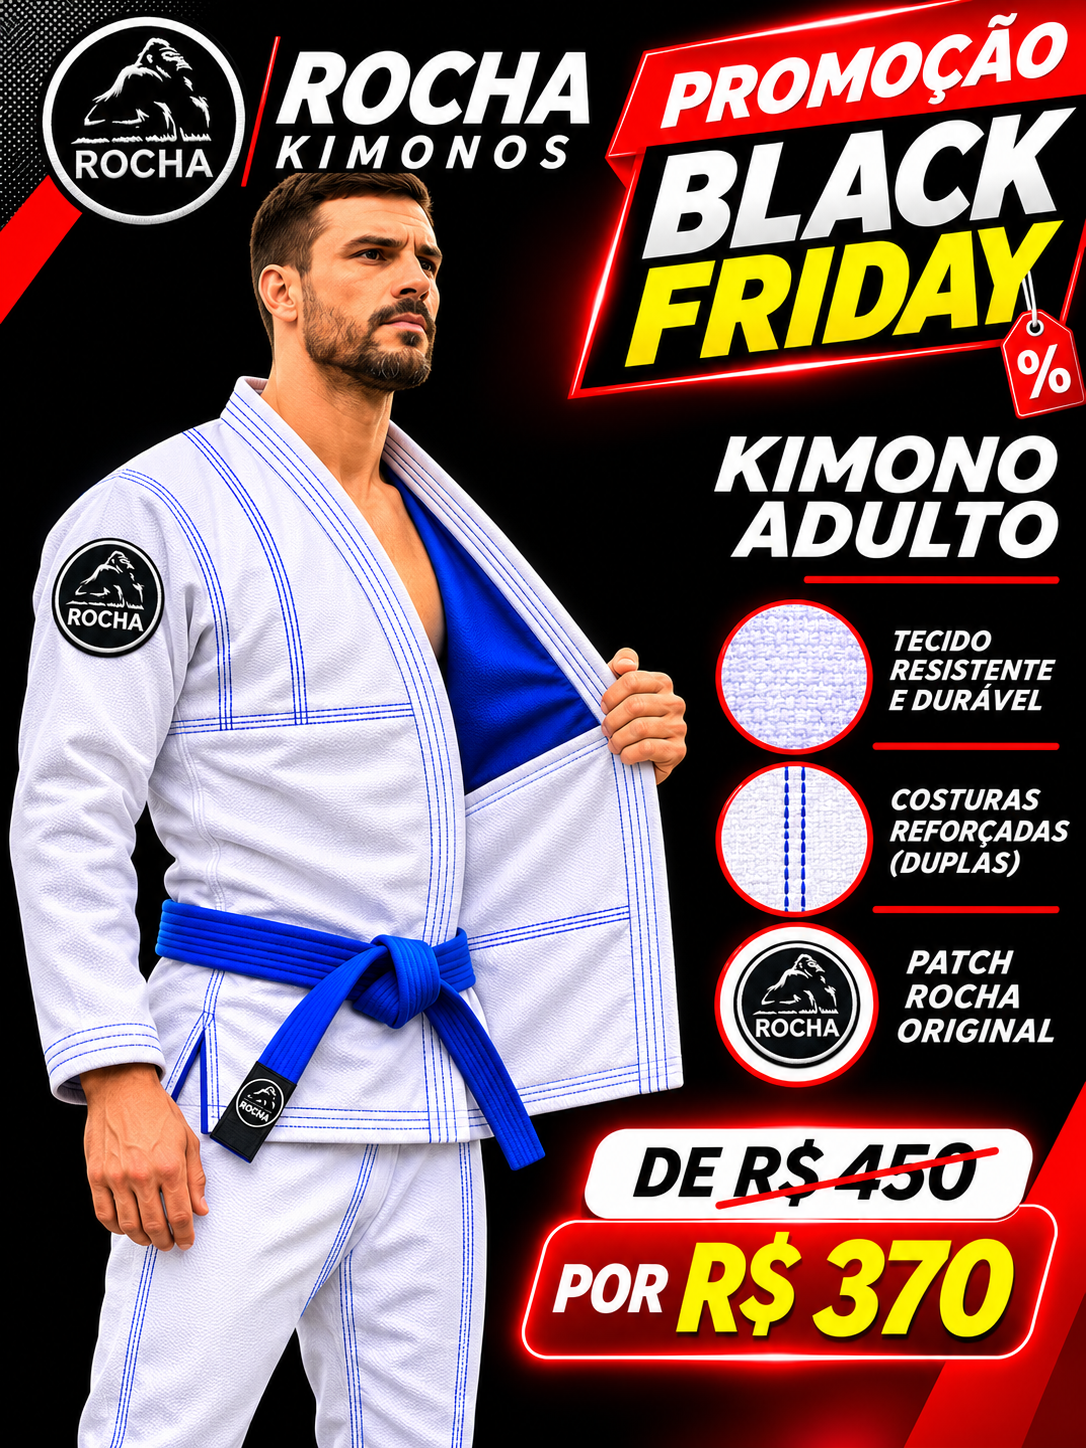 ROCHA
ROCHA
KIMONOS
PROMOÇÃO
BLACK
FRIDAY
%
KIMONO
ADULTO
ROCHA
TECIDO
RESISTENTE
E DURÁVEL
COSTURAS
REFORÇADAS
(DUPLAS)
ROCHA
PATCH
ROCHA
ORIGINAL
ROCHA
DE R$ 450
POR R$ 370